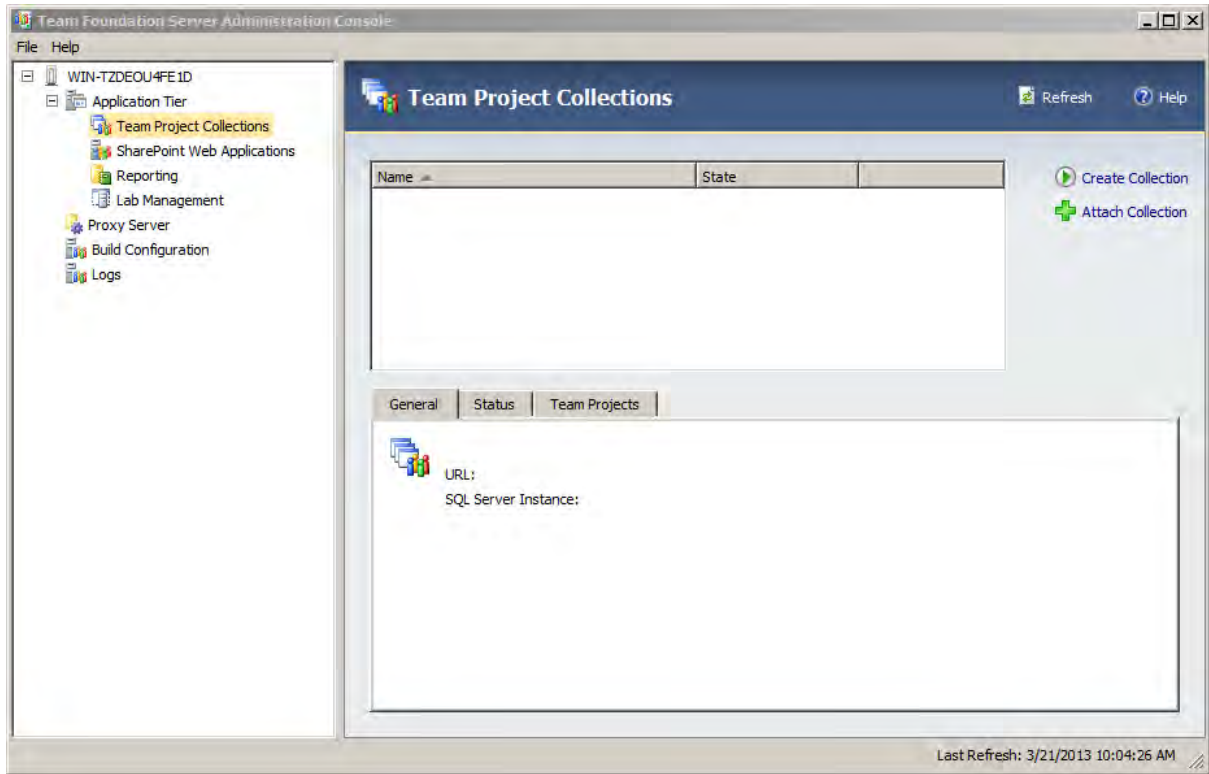 Team Foundation Server Administration Console
File Help
WIN-TZDEOU4FE1D
Application Tier
Team Project Collections
SharePoint Web Applications
Reporting
Lab Management
Proxy Server
Build Configuration
Logs
Team Project Collections
Refresh Help
Name State
Create Collection
Attach Collection
General Status Team Projects
URL:
SQL Server Instance:
Last Refresh: 3/21/2013 10:04:26 AM